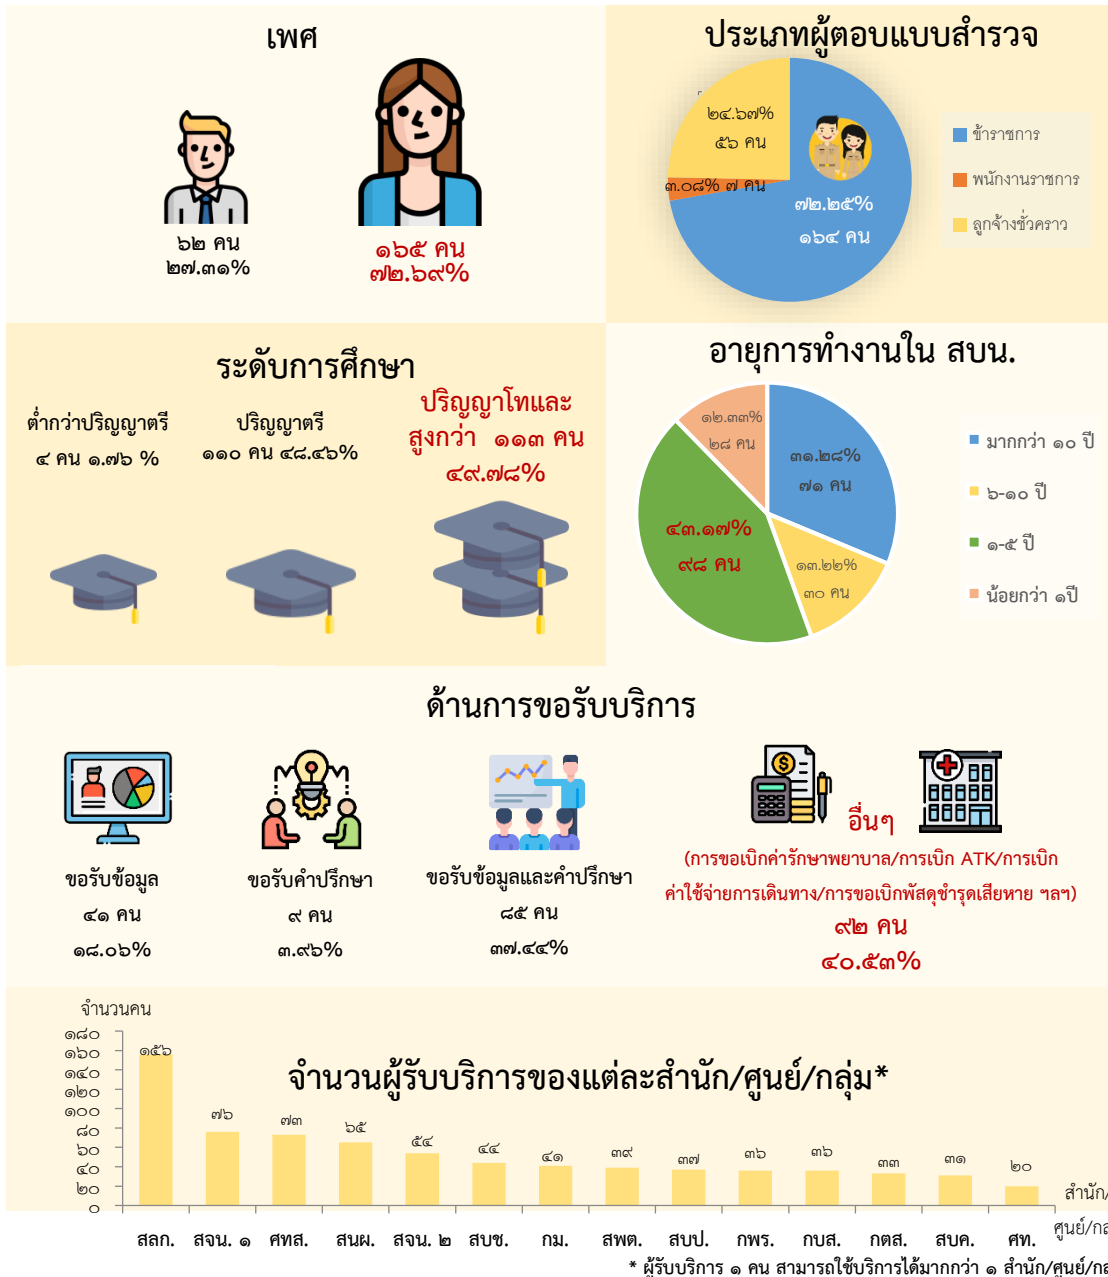 เพศ
๖๒ คน
๒๗.๓๑%
๑๖๕ คน
๗๒.๖๙%
ประเภทผู้ตอบแบบสำรวจ
๒๔.๖๗%
๕๖ คน
๓.๐๘% ๗ คน
๗๒.๒๕%
๑๖๔ คน
ข้าราชการ
พนักงานราชการ
ลูกจ้างชั่วคราว
ระดับการศึกษา
ต่ำกว่าปริญญาตรี
๔ คน ๑.๗๖ %
ปริญญาตรี
๑๑๐ คน ๔๘.๔๖%
ปริญญาโทและ
สูงกว่า ๑๑๓ คน
๔๙.๗๘%
อายุการทำงานใน สบน.
๑๒.๓๓%
๒๘ คน
๓๑.๒๘%
๗๑ คน
๔๓.๑๗%
๙๘ คน
๑๓.๒๒%
๓๐ คน
มากกว่า ๑๐ ปี
๖-๑๐ ปี
๑-๕ ปี
น้อยกว่า ๑ปี
ด้านการขอรับบริการ
ขอรับข้อมูล
๔๑ คน
๑๘.๐๖%
ขอรับคำปรึกษา
๙ คน
๓.๙๖%
ขอรับข้อมูลและคำปรึกษา
๘๕ คน
๓๗.๔๔%
อื่นๆ
(การขอเบิกค่ารักษาพยาบาล/การเบิก ATK/การเบิก
ค่าใช้จ่ายการเดินทาง/การขอเบิกพัสดุชำรุดเสียหาย ฯลฯ)
๙๒ คน
๔๐.๕๓%
จำนวนคน
จำนวนผู้รับบริการของแต่ละสำนัก/ศูนย์/กลุ่ม*
๑๘๐
๑๖๐
๑๔๐
๑๒๐
๑๐๐
๘๐
๖๐
๔๐
๒๐
๐
๑๕๖ ๗๖ ๗๓ ๖๕ ๕๔ ๔๔ ๔๑ ๓๙ ๓๗ ๓๖ ๓๖ ๓๓ ๓๑ ๒๐
สำนัก/
ศูนย์/กลุ
สลก. สจน. ๑ ศทส. สนผ. สจน. ๒ สบช. กม. สพต. สบป. กพร. กบส. กตส. สบค. ศท.
* ผู้รับบริการ ๑ คน สามารถใช้บริการได้มากกว่า ๑ สำนัก/ศูนย์/กลุ